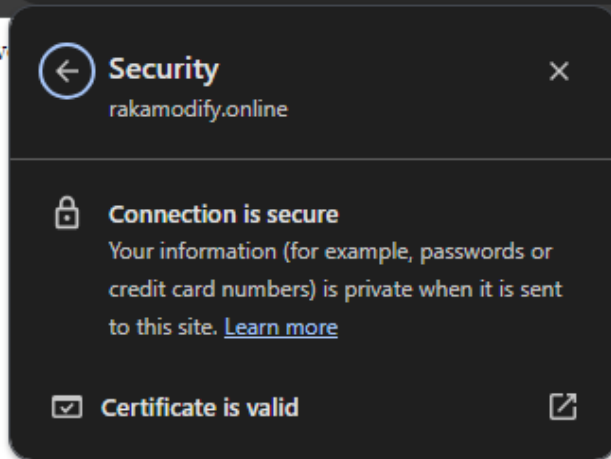 Security
rakamodify.online
Connection is secure
Your information (for example, passwords or
credit card numbers) is private when it is sent
to this site. Learn more
Certificate is valid